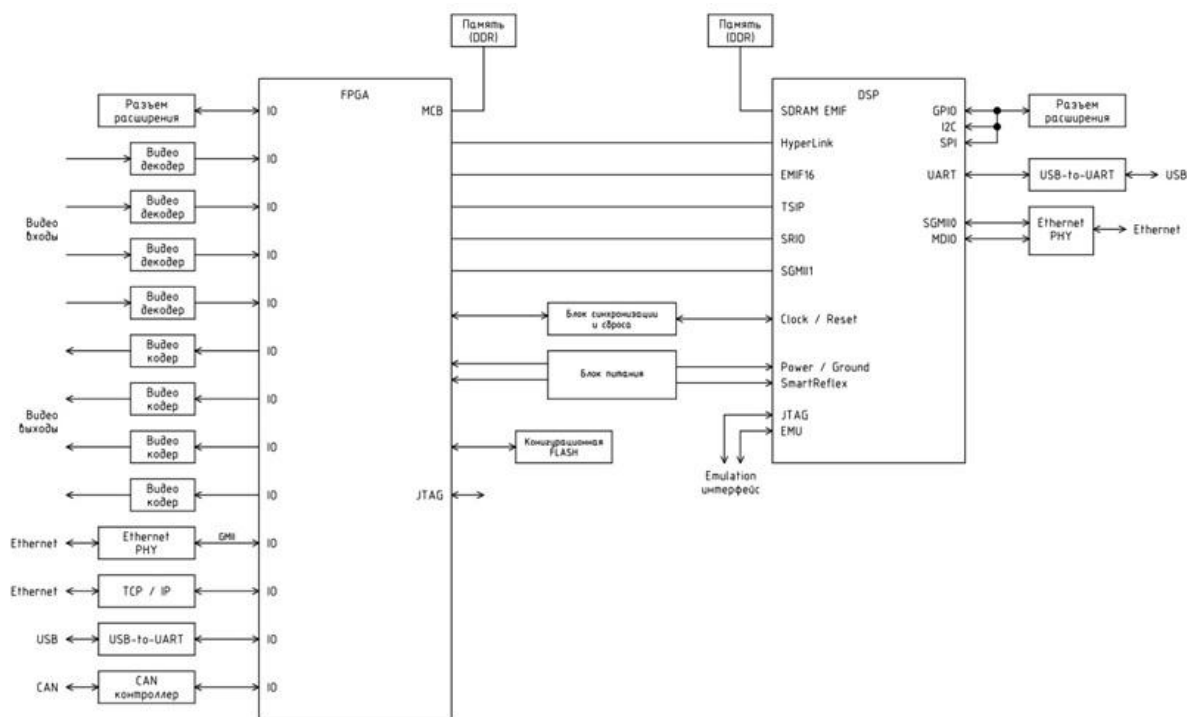 Память
(DDR)
Память
(DDR)
FPGA
DSP
Разъем
расширения
IO
MCB
SDRAM EMIF
GPIO
Разъем
расширения
I2C
SPI
HyperLink
Видео
декодер
IO
EMIF16
UART
USB-to-UART
USB
Видео
декодер
IO
TSIP
Видео
входы
SGMII0
MDIO
Ethernet
PHY
Ethernet
Видео
декодер
IO
SRIO
SGMII1
Видео
декодер
IO
Блок синхронизации
и сброса
Clock / Reset
Видео
кодер
IO
Блок питания
Power / Ground
SmartReflex
Видео
кодер
IO
Видео
выходы
JTAG
EMU
Видео
кодер
IO
Конигурационная
FLASH
Emulation
интерфейс
Видео
кодер
IO
JTAG
Ethernet
Ethernet
PHY
GMII
IO
Ethernet
TCP / IP
IO
USB
USB-to-UART
IO
CAN
CAN
контроллер
IO